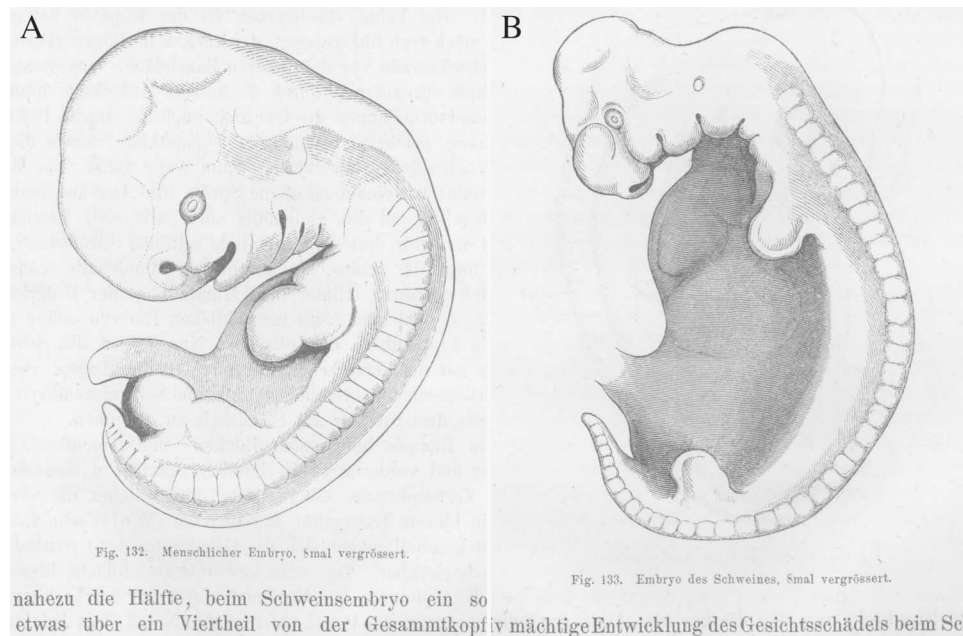 A
B
Fig. 132. Menschlicher Embryo, 8mal vergrössert.
Fig. 133. Embryo des Schweines, 8mal vergrössert.
nahezu die Hälfte, beim Schweinsembryo ein so
etwas über ein Viertheil von der Gesammtkopf
v mächtige Entwicklung des Gesichtsschädels beim Sc